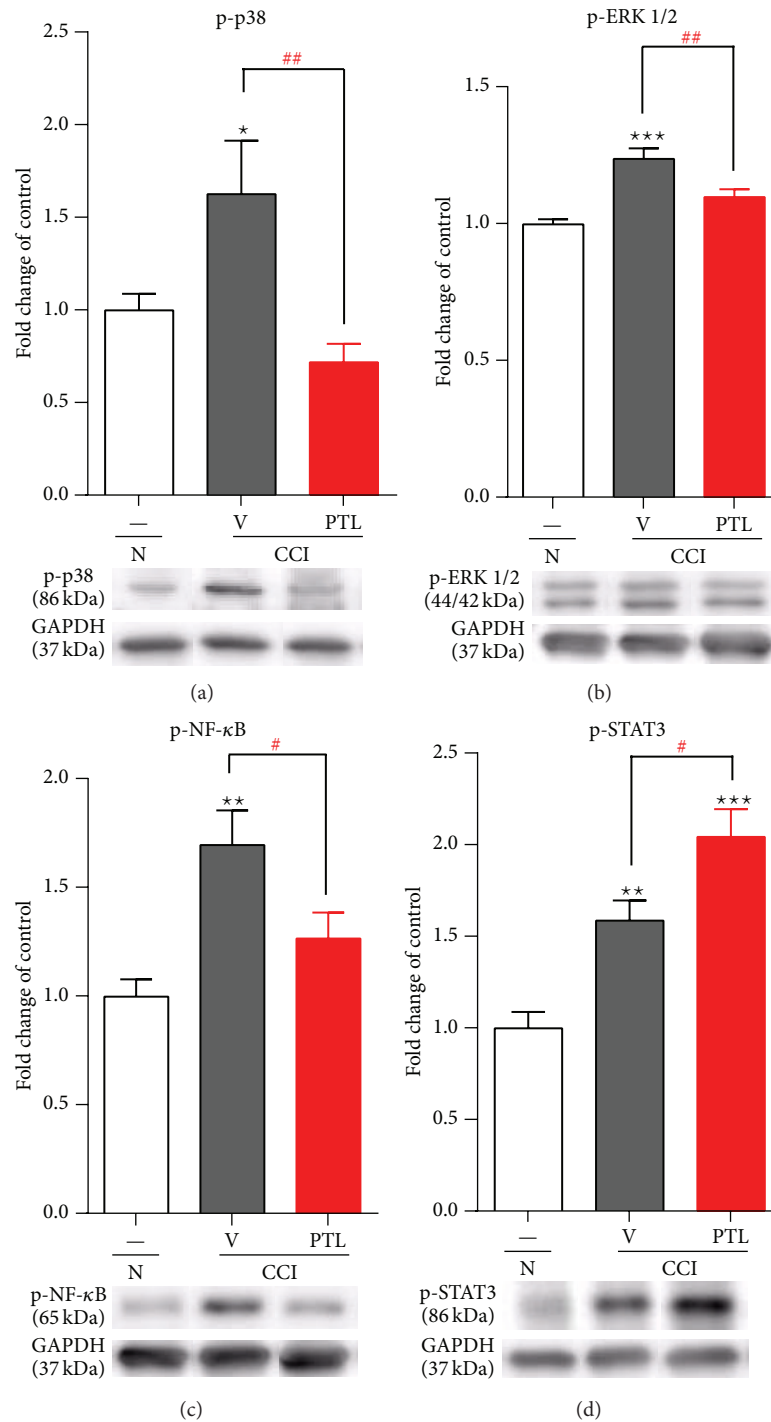 p-p38
##
*
Fold change of control
2.5
2.0
1.5
1.0
0.5
0.0
— V PTL
N CCI
p-p38
(86 kDa)
GAPDH
(37 kDa)
(a)
p-ERK 1/2
##
***
Fold change of control
1.5
1.0
0.5
0.0
— V PTL
N CCI
p-ERK 1/2
(44/42 kDa)
GAPDH
(37 kDa)
(b)
p-NF-κB
#
**
Fold change of control
2.0
1.5
1.0
0.5
0.0
— V PTL
N CCI
p-NF-κB
(65 kDa)
GAPDH
(37 kDa)
(c)
p-STAT3
#
***
**
Fold change of control
2.5
2.0
1.5
1.0
0.5
0.0
— V PTL
N CCI
p-STAT3
(86 kDa)
GAPDH
(37 kDa)
(d)